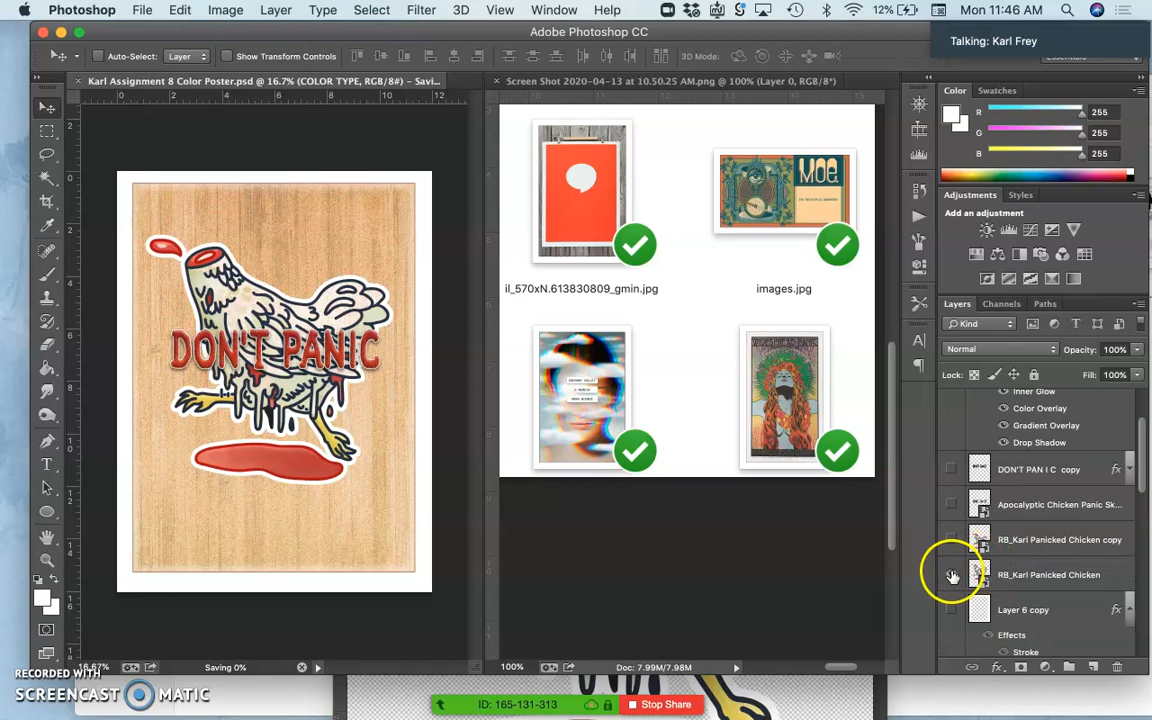 Photoshop File Edit Image Layer Type Select Filter 3D View Window Help 12% Mon 11:46 AM
Adobe Photoshop CC
Talking: Karl Frey
Auto-Select: Layer Show Transform Controls 3D Mode:
Karl Assignment 8 Color Poster.psd @ 16.7% (COLOR TYPE, RGB/8#) — Savi...
Screen Shot 2020-04-13 at 10.50.25 AM.png @ 100% (Layer 0, RGB/8*)
Color Swatches
R 255
G 255
B 255
Adjustments Styles
Add an adjustment
Layers Channels Paths
Kind
Normal Opacity: 100%
Lock: Fill: 100%
Inner Glow
Color Overlay
Gradient Overlay
Drop Shadow
DON'T PAN I C copy fx
Apocalyptic Chicken Panic Sk...
RB_Karl Panicked Chicken copy
RB_Karl Panicked Chicken
Layer 6 copy fx
Effects
Stroke
DON'T PANIC
MOE.
il_570xN.613830809_gmin.jpg
images.jpg
16.67% Saving 0%
100% Doc: 7.99M/7.98M
RECORDED WITH
SCREENCAST MATIC
ID: 165-131-313 Stop Share